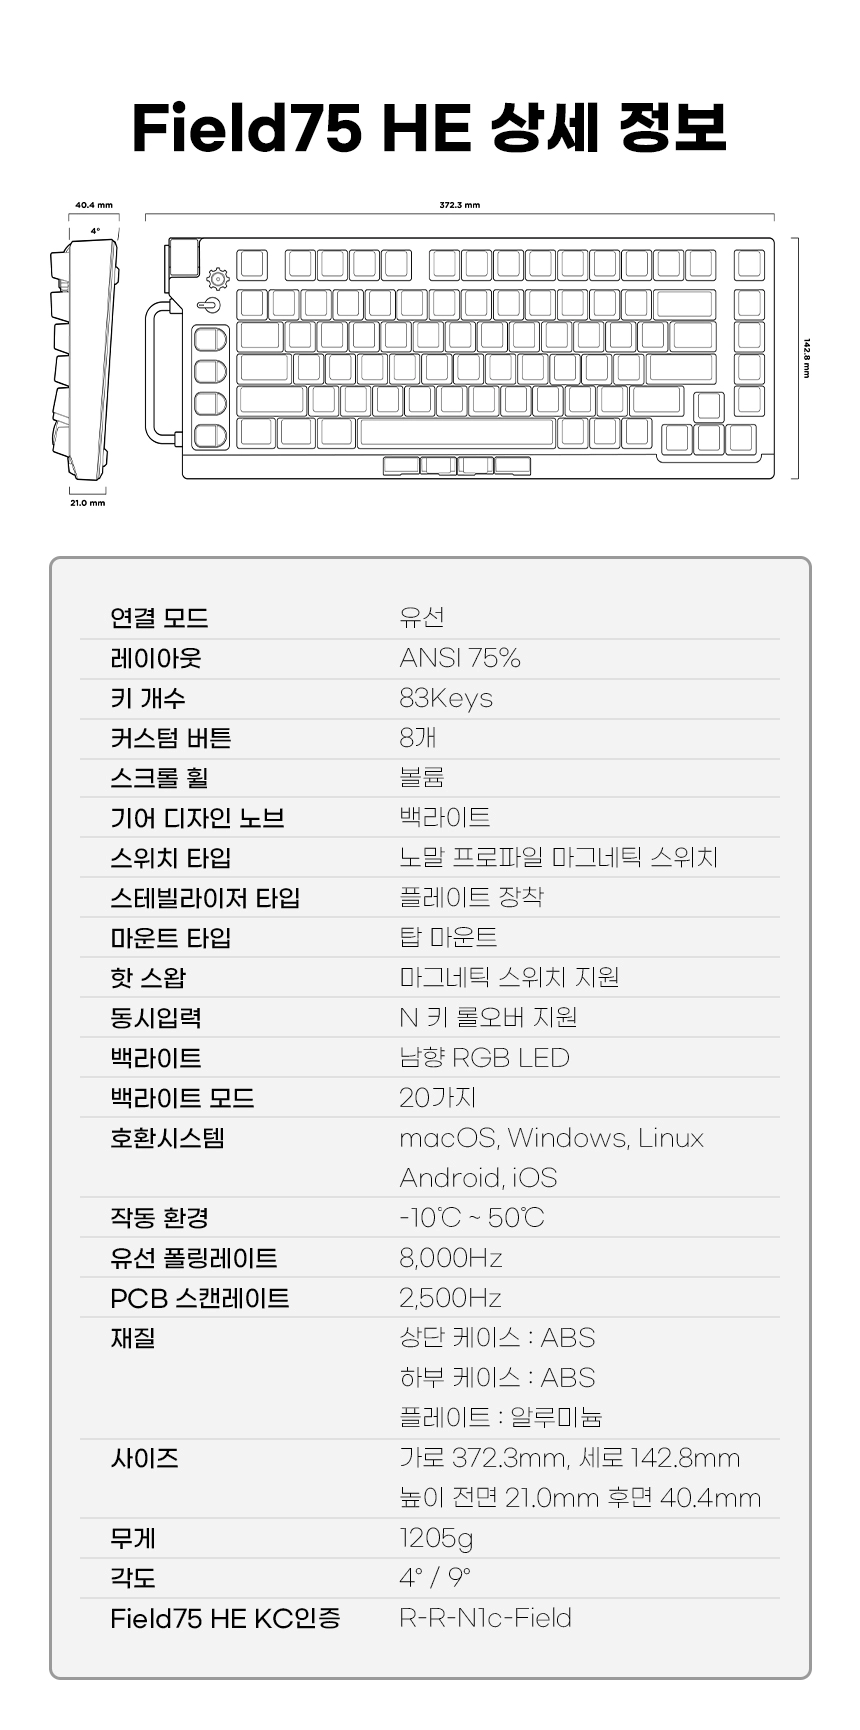 Field75 HE 상세 정보
40.4 mm
372.3 mm
4°
142.8 mm
21.0 mm
연결 모드 유선
레이아웃 ANSI 75%
키 개수 83Keys
커스텀 버튼 8개
스크롤 휠 볼륨
기어 디자인 노브 백라이트
스위치 타입 노말 프로파일 마그네틱 스위치
스테빌라이저 타입 플레이트 장착
마운트 타입 탑 마운트
핫 스왑 마그네틱 스위치 지원
동시입력 N 키 롤오버 지원
백라이트 남향 RGB LED
백라이트 모드 20가지
호환시스템 macOS, Windows, Linux
Android, iOS
작동 환경 -10℃ ~ 50℃
유선 폴링레이트 8,000Hz
PCB 스캔레이트 2,500Hz
재질 상단 케이스 : ABS
하부 케이스 : ABS
플레이트 : 알루미늄
사이즈 가로 372.3mm, 세로 142.8mm
높이 전면 21.0mm 후면 40.4mm
무게 1205g
각도 4° / 9°
Field75 HE KC인증 R-R-N1c-Field